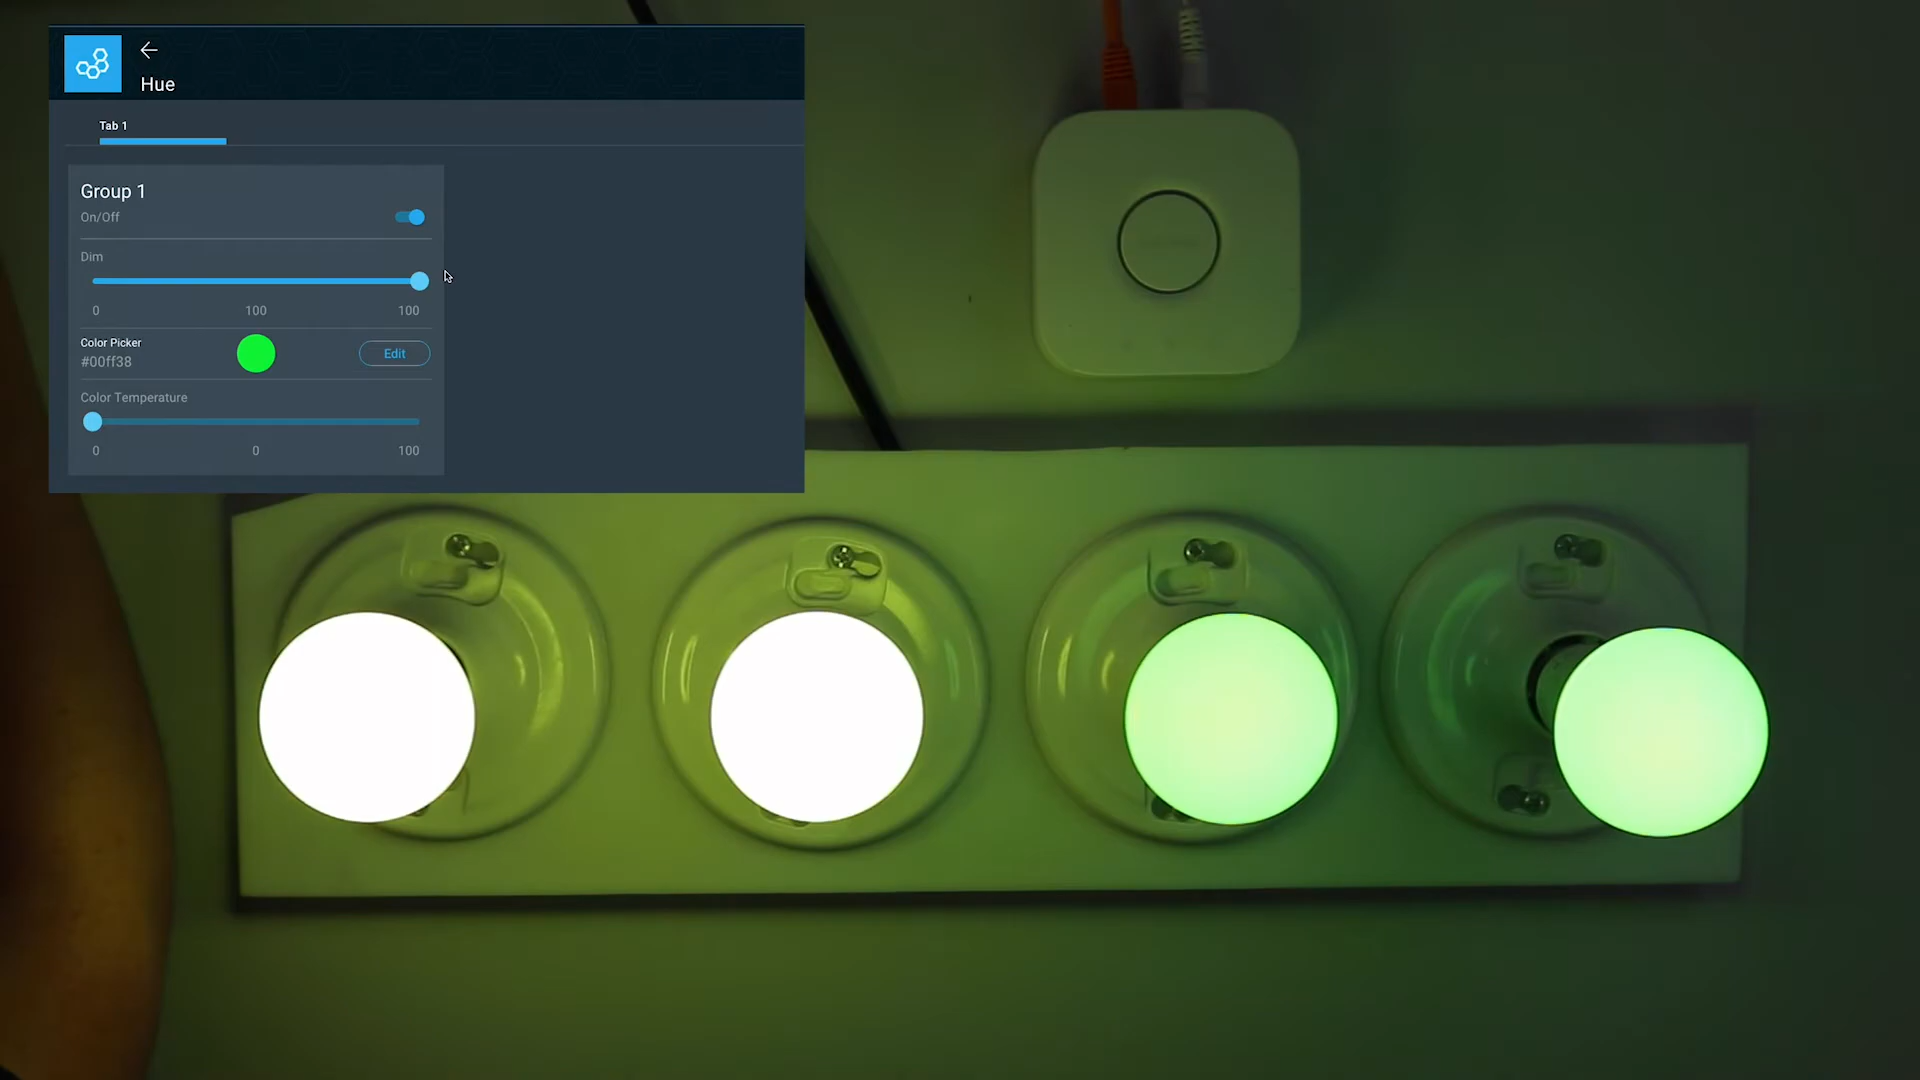 Hue
Tab 1
Group 1
On/Off
Dim
0 100 100
Color Picker
#00ff38
Edit
Color Temperature
0 0 100